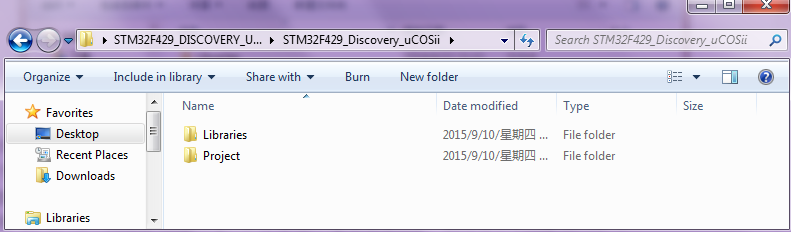 STM32F429_DISCOVERY_U... STM32F429_Discovery_uCOSii Search STM32F429_Discovery_uCOSii
Organize Include in library Share with Burn New folder
Name Date modified Type Size
Favorites
Desktop
Recent Places
Downloads
Libraries
Libraries 2015/9/10/星期四 ... File folder
Project 2015/9/10/星期四 ... File folder